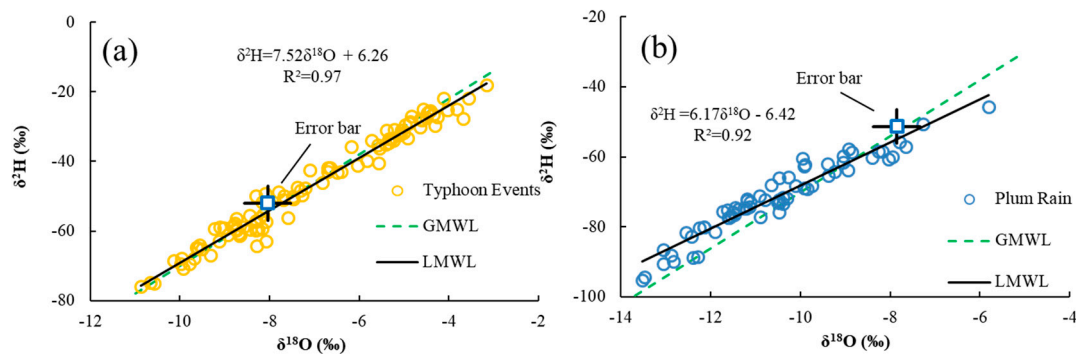 (a)
δ²H=7.52δ¹⁸O + 6.26
R²=0.97
Error bar
Typhoon Events
GMWL
LMWL
0
-20
-40
-60
-80
-12
-10
-8
-6
-4
-2
δ²H (‰)
δ¹⁸O (‰)
(b)
Error bar
δ²H =6.17δ¹⁸O - 6.42
R²=0.92
Plum Rain
GMWL
LMWL
-20
-40
-60
-80
-100
-14
-12
-10
-8
-6
-4
δ²H (‰)
δ¹⁸O (‰)